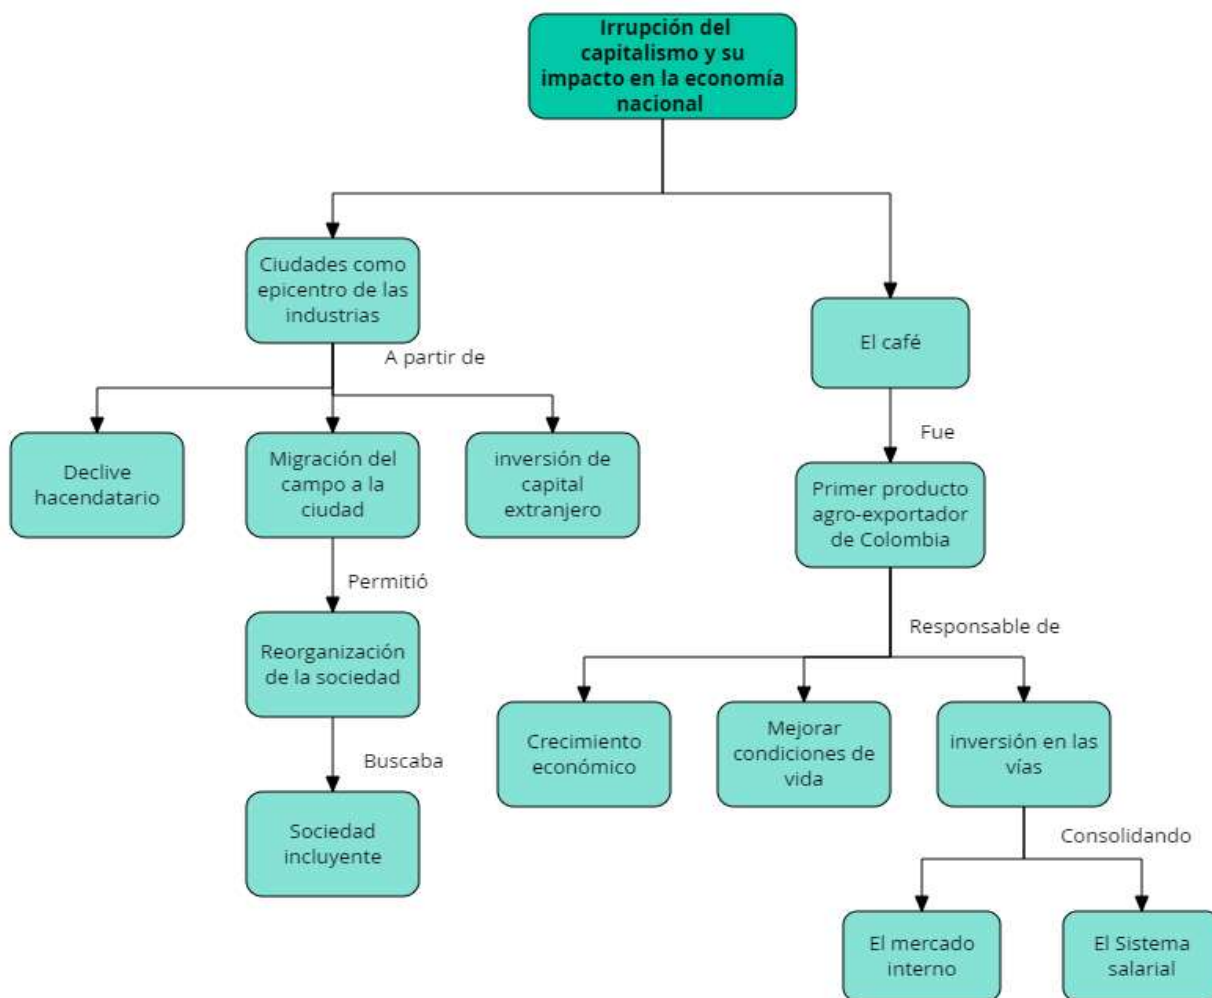 Irrupción del
capitalismo y su
impacto en la economía
nacional
Ciudades como
epicentro de las
industrias
A partir de
Declive
hacendatario
Migración del
campo a la
ciudad
inversión de
capital
extranjero
Permitió
Reorganización
de la sociedad
Buscaba
Sociedad
incluyente
El café
Fue
Primer producto
agro-exportador
de Colombia
Responsable de
Crecimiento
económico
Mejorar
condiciones de
vida
inversión en las
vías
Consolidando
El mercado
interno
El Sistema
salarial